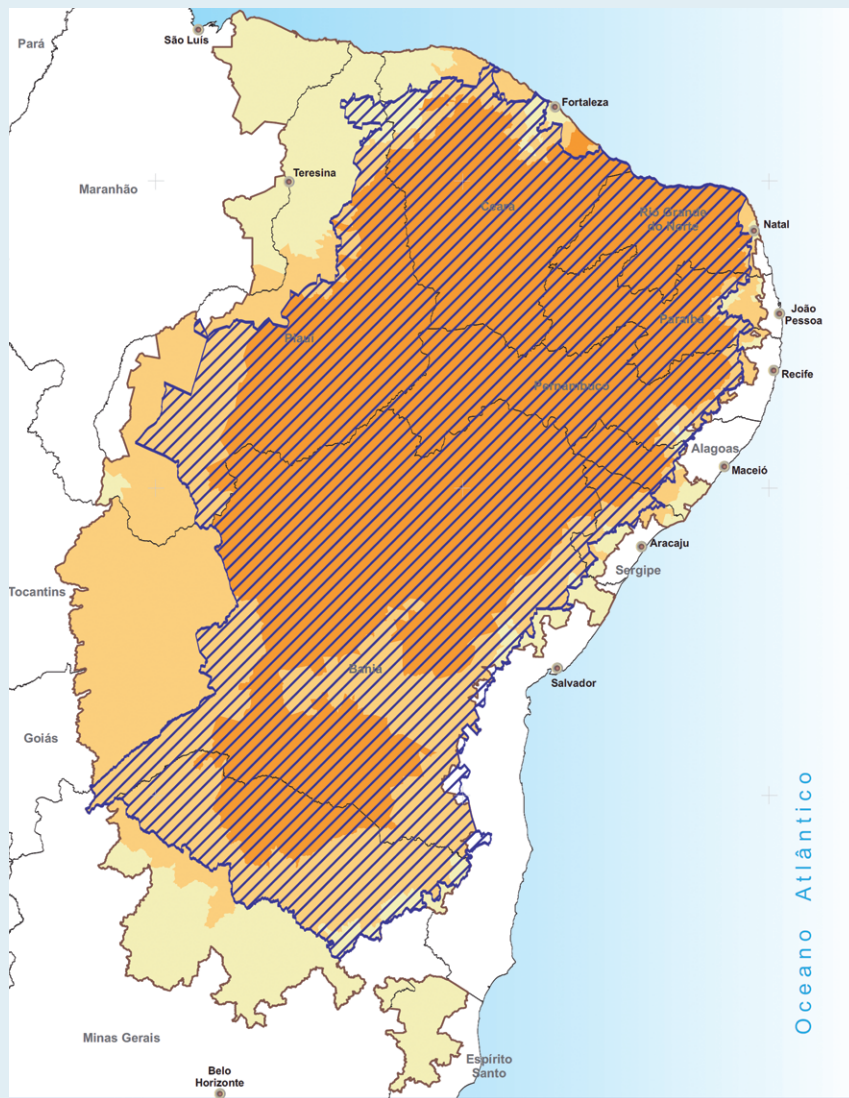 São Luís
Pará
Fortaleza
Teresina
Maranhão
Ceará
Rio Grande
do Norte
Natal
João
Pessoa
Paraíba
Piauí
Recife
Pernambuco
Alagoas
Maceió
Aracaju
Sergipe
Tocantins
Bahia
Salvador
Goiás
Oceano Atlântico
Minas Gerais
Espírito
Santo
Belo
Horizonte